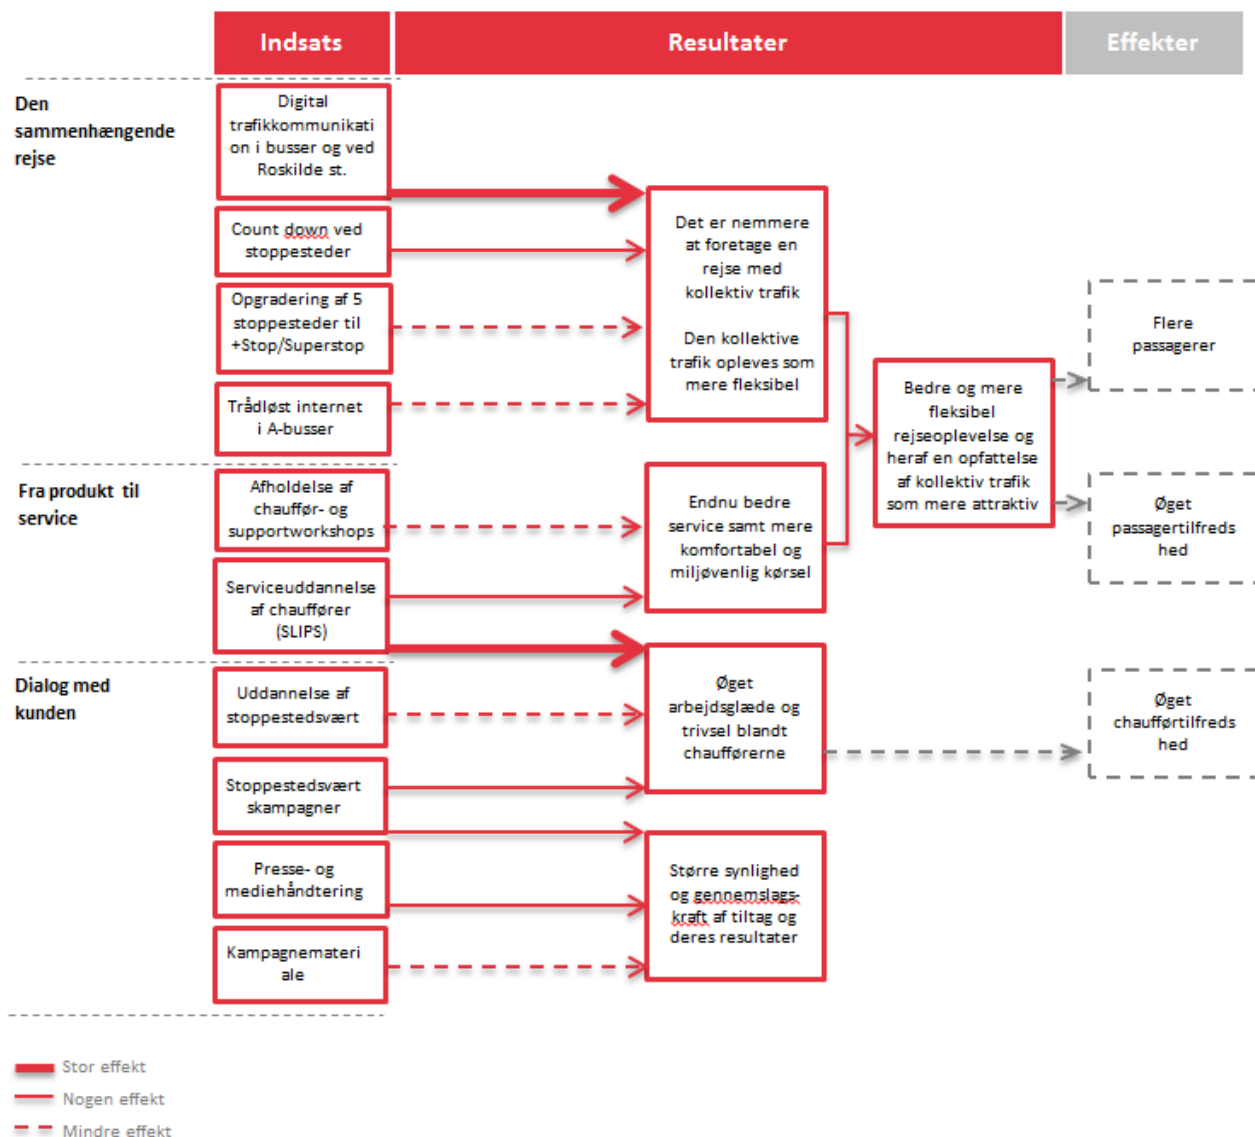 Indsats
Resultater
Effekter
Den
sammenhængende
rejse
Digital
trafikkommunikati
on i busser og ved
Roskilde st.
Count down ved
stoppesteder
Opgradering af 5
stoppesteder til
+Stop/Superstop
Trådløst internet
i A-busser
Det er nemmere
at foretage en
rejse med
kollektiv trafik
Den kollektive
trafik opleves som
mere fleksibel
Bedre og mere
fleksibel
rejseoplevelse og
heraf en opfattelse
af kollektiv trafik
som mere attraktiv
Flere
passagerer
Fra produkt til
service
Afholdelse af
chauffør- og
supportworkshops
Serviceuddannelse
af chauffører
(SLIPS)
Endnu bedre
service samt mere
komfortabel og
miljøvenlig kørsel
Øget
passagertilfreds
hed
Dialog med
kunden
Uddannelse af
stoppestedsvært
Stoppestedsvært
skampagner
Presse- og
mediehåndtering
Kampagnemateri
ale
Øget
arbejdsglæde og
trivsel blandt
chaufførerne
Større synlighed
og gennemslags-
kraft af tiltag og
deres resultater
Øget
chaufførtilfreds
hed
Stor effekt
Nogen effekt
Mindre effekt